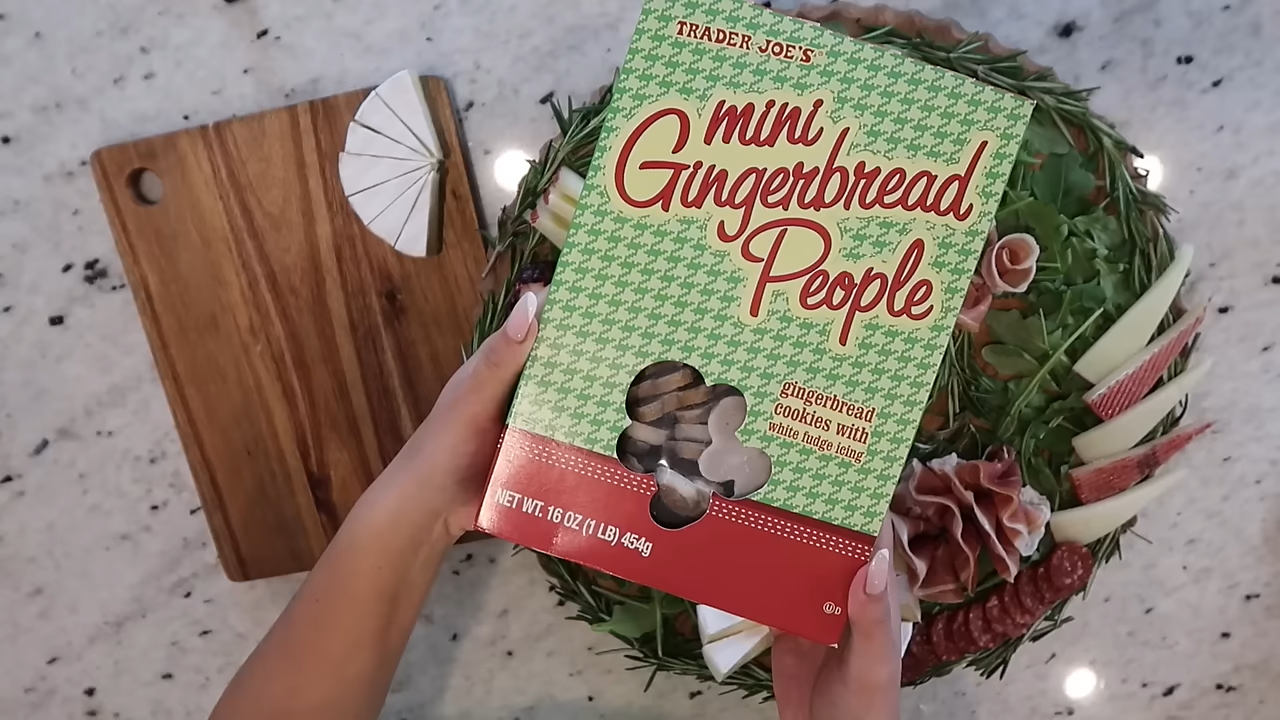 TRADER JOE'S
mini
Gingerbread
People
gingerbread
cookies with
white fudge icing
NET WT. 16 OZ (1 LB) 454g
U D